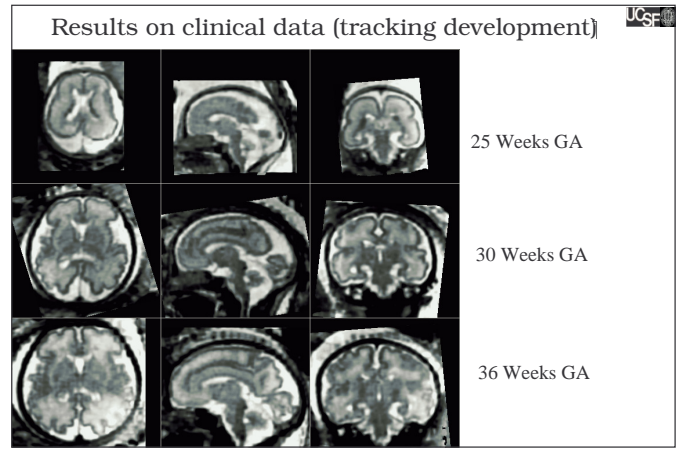 Results on clinical data (tracking development)
UCSF
25 Weeks GA
30 Weeks GA
36 Weeks GA